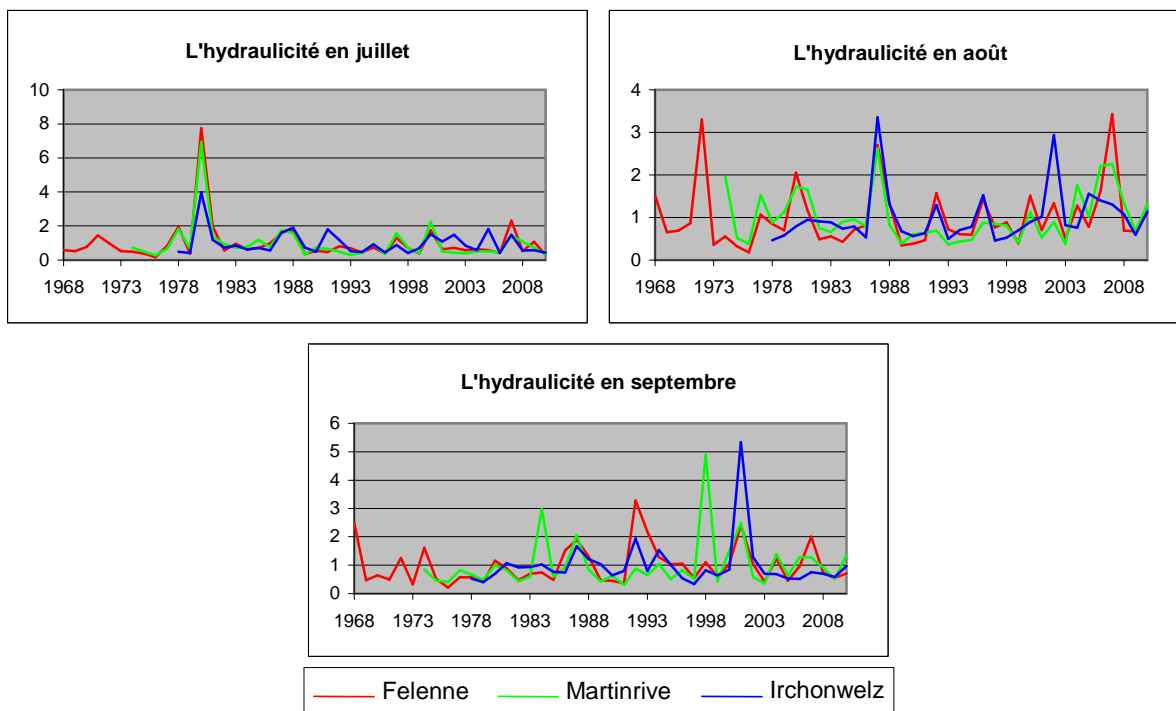 L'hydraulicité en juillet
10
8
6
4
2
0
1968 1973 1978 1983 1988 1993 1998 2003 2008
L'hydraulicité en août
4
3
2
1
0
1968 1973 1978 1983 1988 1993 1998 2003 2008
L'hydraulicité en septembre
6
5
4
3
2
1
0
1968 1973 1978 1983 1988 1993 1998 2003 2008
Felenne Martinrive Irchonwelz